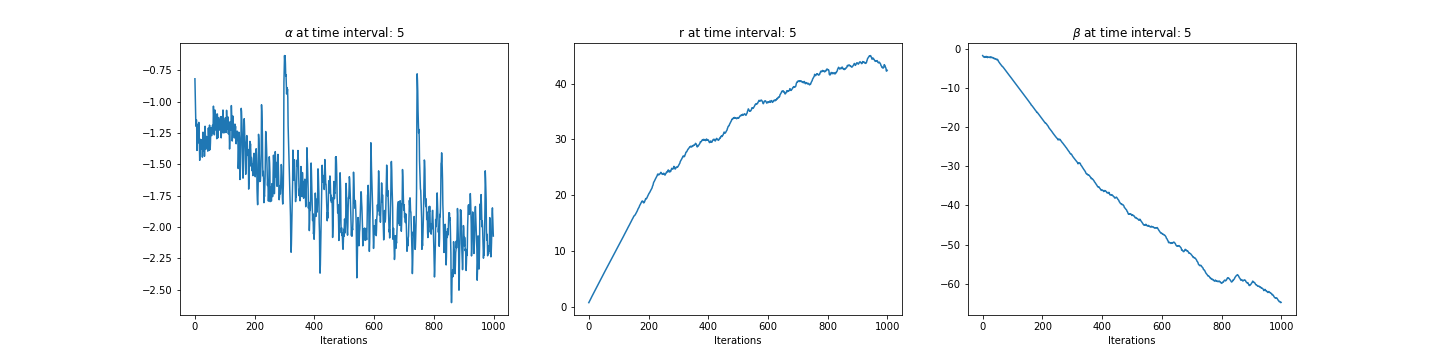 α at time interval: 5
−0.75
−1.00
−1.25
−1.50
−1.75
−2.00
−2.25
−2.50
0 200 400 600 800 1000
Iterations
r at time interval: 5
40
30
20
10
0
0 200 400 600 800 1000
Iterations
β at time interval: 5
0
−10
−20
−30
−40
−50
−60
0 200 400 600 800 1000
Iterations